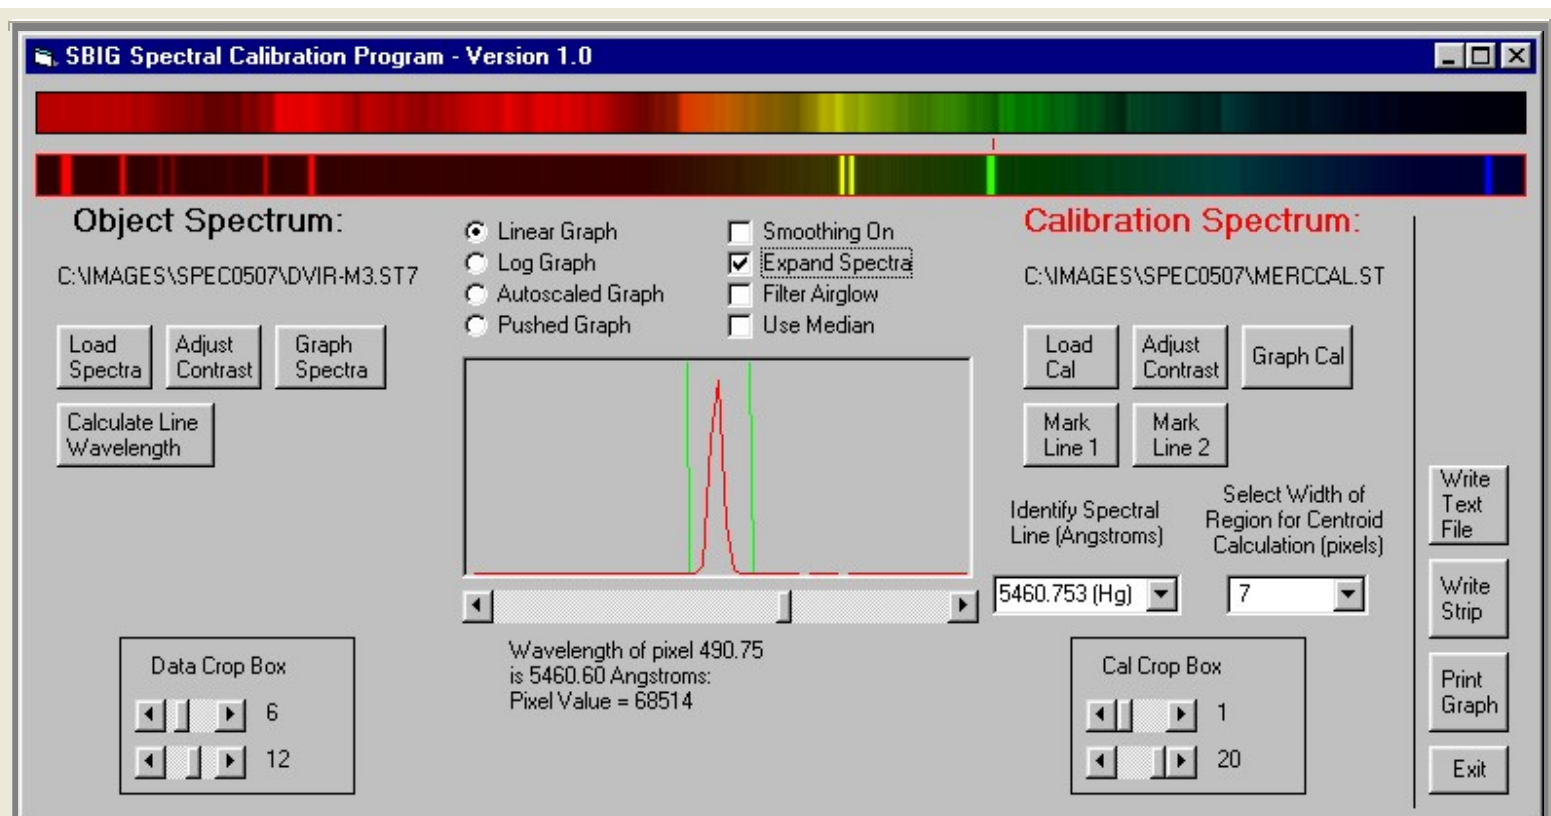 SBIG Spectral Calibration Program - Version 1.0
Object Spectrum:
C:\IMAGES\SPEC0507\DVIR-M3.ST7
Load
Spectra
Adjust
Contrast
Graph
Spectra
Calculate Line
Wavelength
Linear Graph
Log Graph
Autoscaled Graph
Pushed Graph
Smoothing On
Expand Spectra
Filter Airglow
Use Median
Calibration Spectrum:
C:\IMAGES\SPEC0507\MERCCAL.ST
Load
Cal
Adjust
Contrast
Graph Cal
Mark
Line 1
Mark
Line 2
Identify Spectral
Line (Angstroms)
Select Width of
Region for Centroid
Calculation (pixels)
5460.753 (Hg)
7
Wavelength of pixel 490.75
is 5460.60 Angstroms:
Pixel Value = 68514
Data Crop Box
6
12
Cal Crop Box
1
20
Write
Text
File
Write
Strip
Print
Graph
Exit